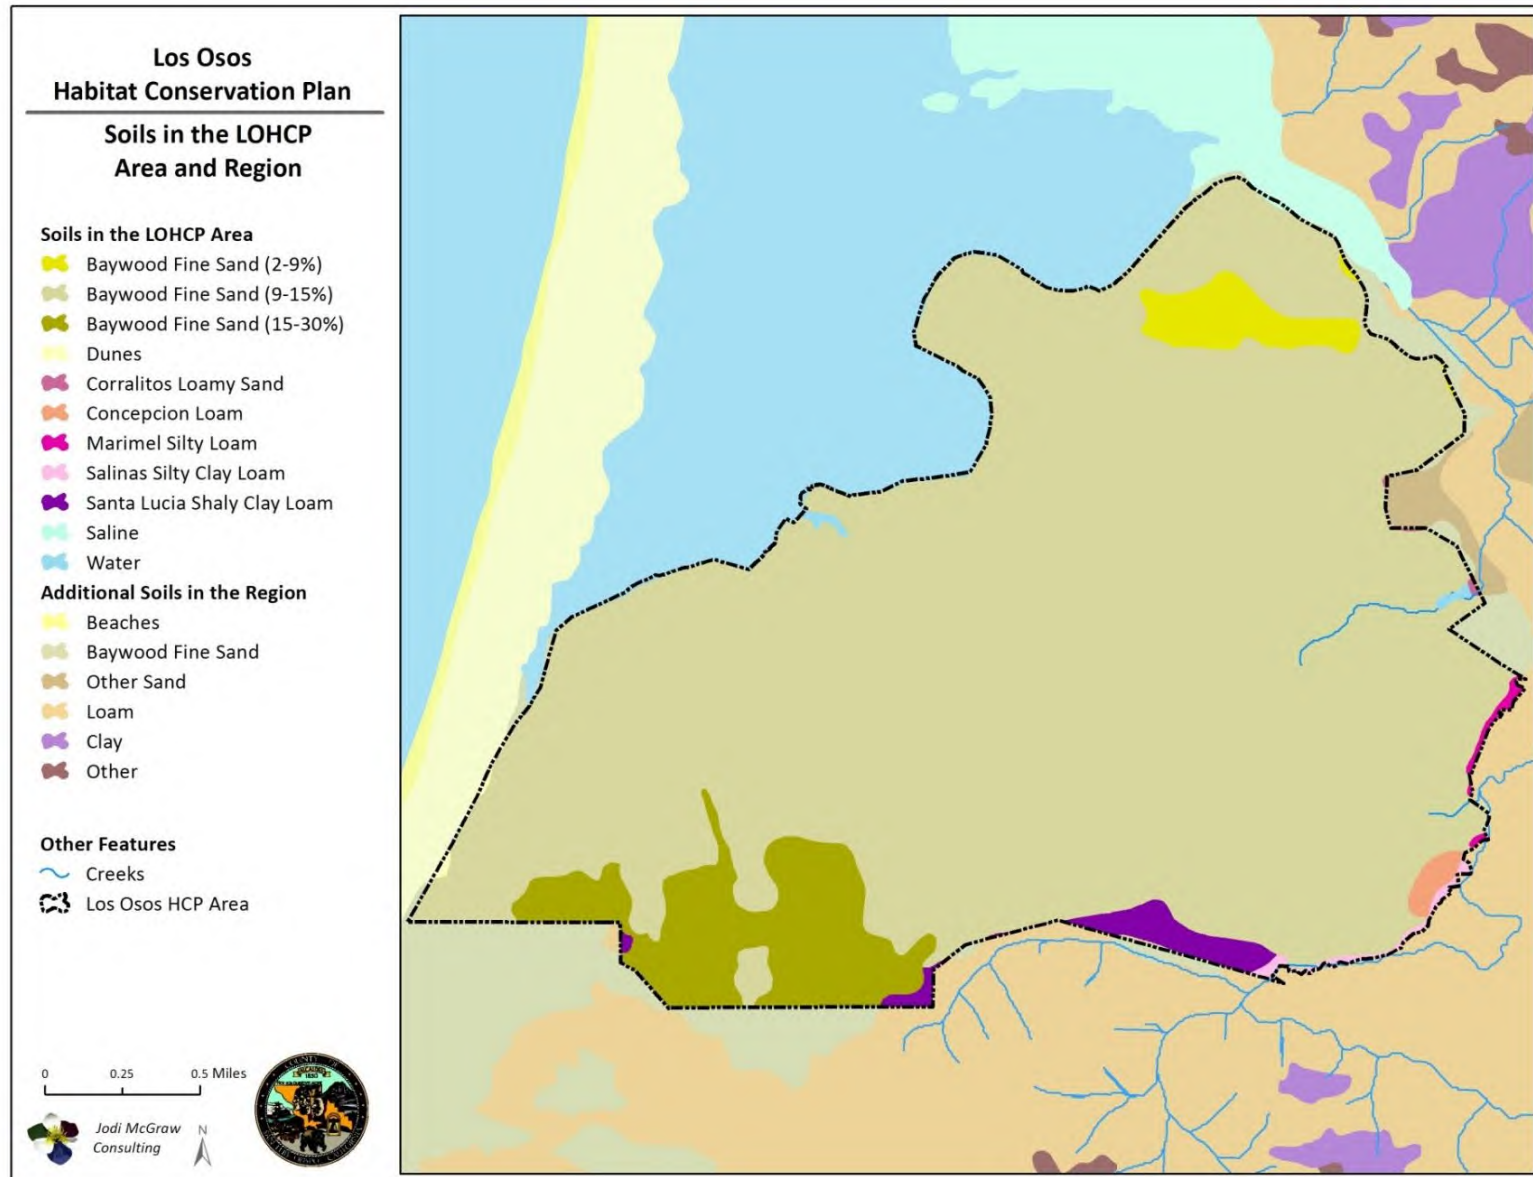 Los Osos
Habitat Conservation Plan
Soils in the LOHCP
Area and Region
Soils in the LOHCP Area
Baywood Fine Sand (2-9%)
Baywood Fine Sand (9-15%)
Baywood Fine Sand (15-30%)
Dunes
Corralitos Loamy Sand
Concepcion Loam
Marimel Silty Loam
Salinas Silty Clay Loam
Santa Lucia Shaly Clay Loam
Saline
Water
Additional Soils in the Region
Beaches
Baywood Fine Sand
Other Sand
Loam
Clay
Other
Other Features
Creeks
Los Osos HCP Area
0 0.25 0.5 Miles
Jodi McGraw
Consulting
N
COUNTY OF